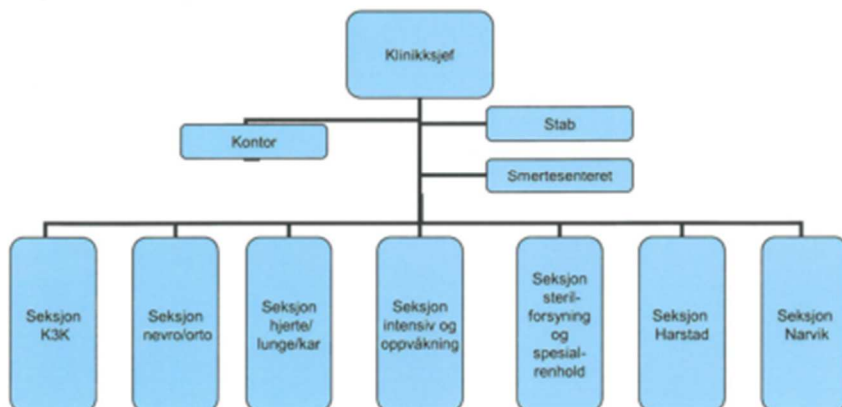 Klinikksjef
Kontor
Stab
Smertesenteret
Seksjon
K3K
Seksjon
nevro/orto
Seksjon
hjerte/
lunge/kar
Seksjon
intensiv og
oppvåkning
Seksjon
steril-
forsyning
og
spesial-
renhold
Seksjon
Harstad
Seksjon
Narvik